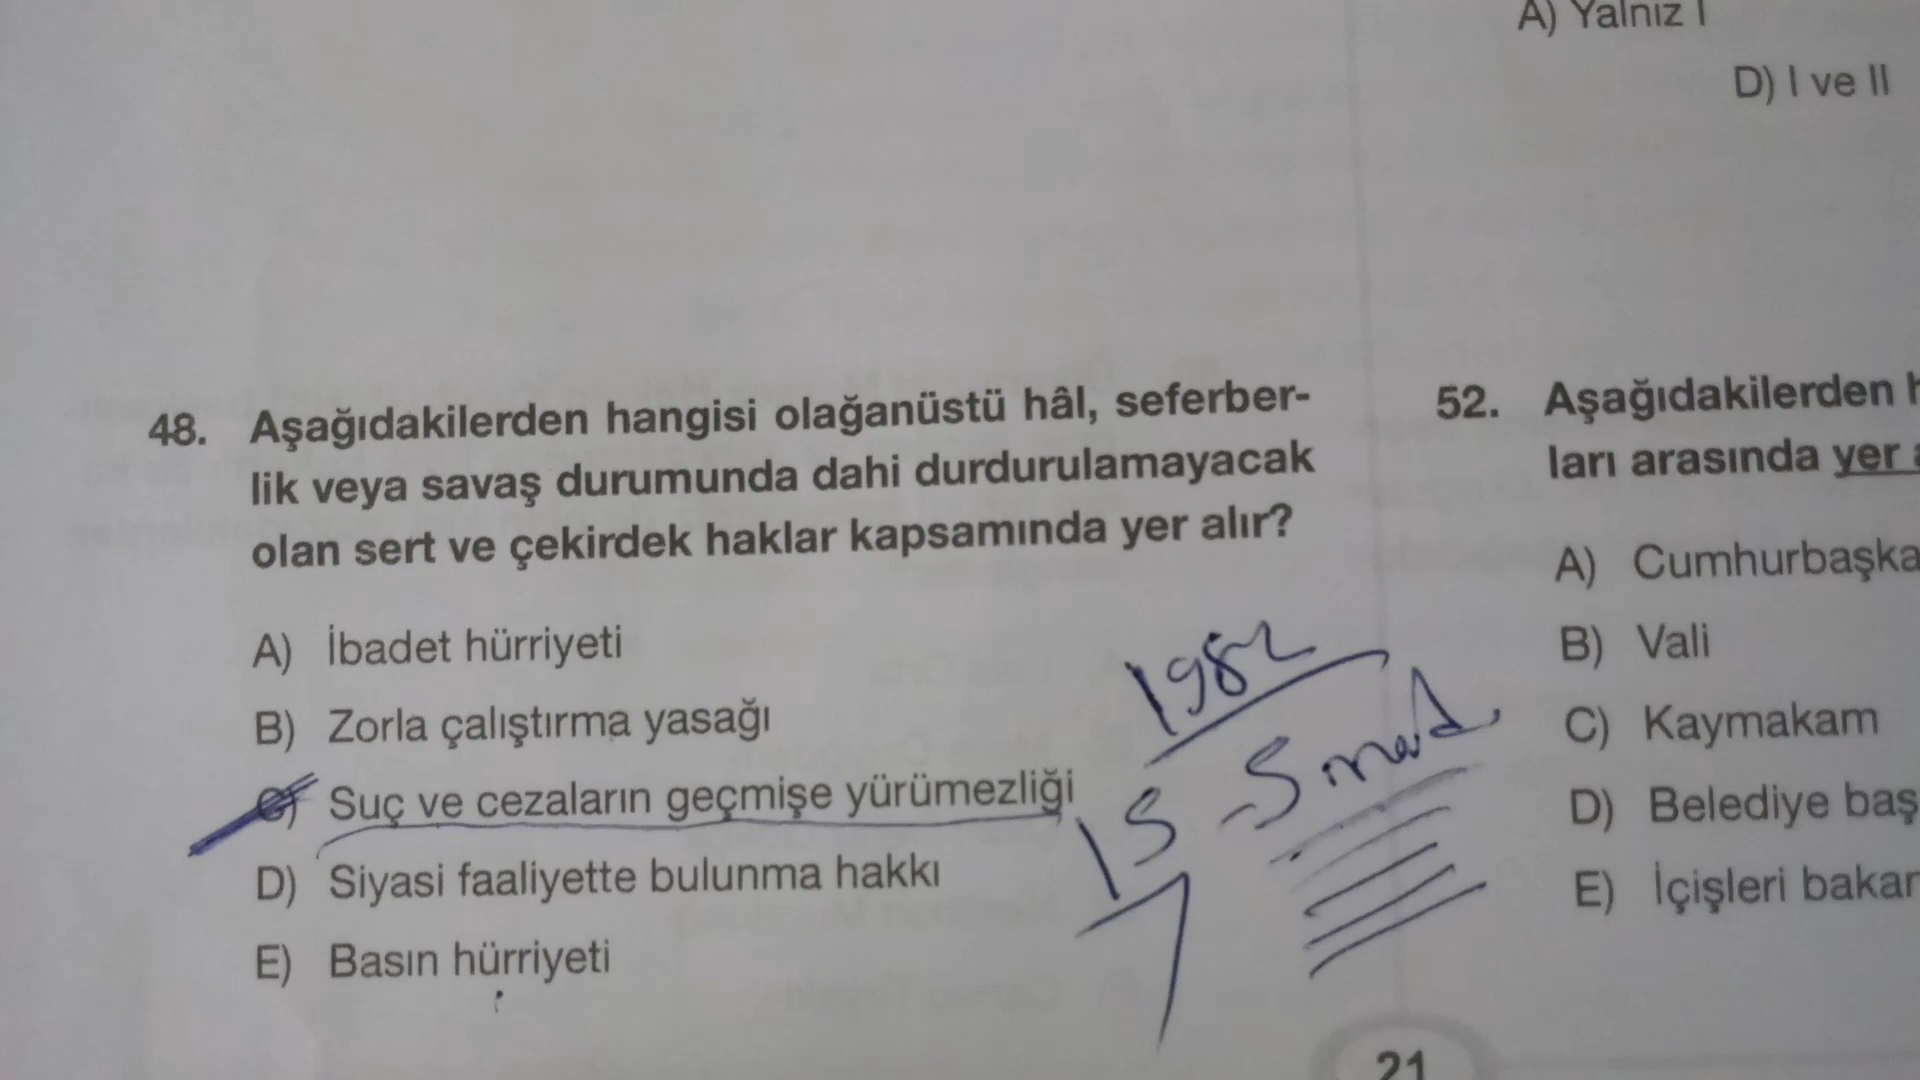 A) Yalnız I
D) I ve II
48. Aşağıdakilerden hangisi olağanüstü hâl, seferber-
lik veya savaş durumunda dahi durdurulamayacak
olan sert ve çekirdek haklar kapsamında yer alır?
A) İbadet hürriyeti
B) Zorla çalıştırma yasağı
C) Suç ve cezaların geçmişe yürümezliği
D) Siyasi faaliyette bulunma hakkı
E) Basın hürriyeti
1982
15
52. Aşağıdakilerden
ları arasında yer
A) Cumhurbaşka
B) Vali
C) Kaymakam
D) Belediye baş
E) İçişleri bakan
21